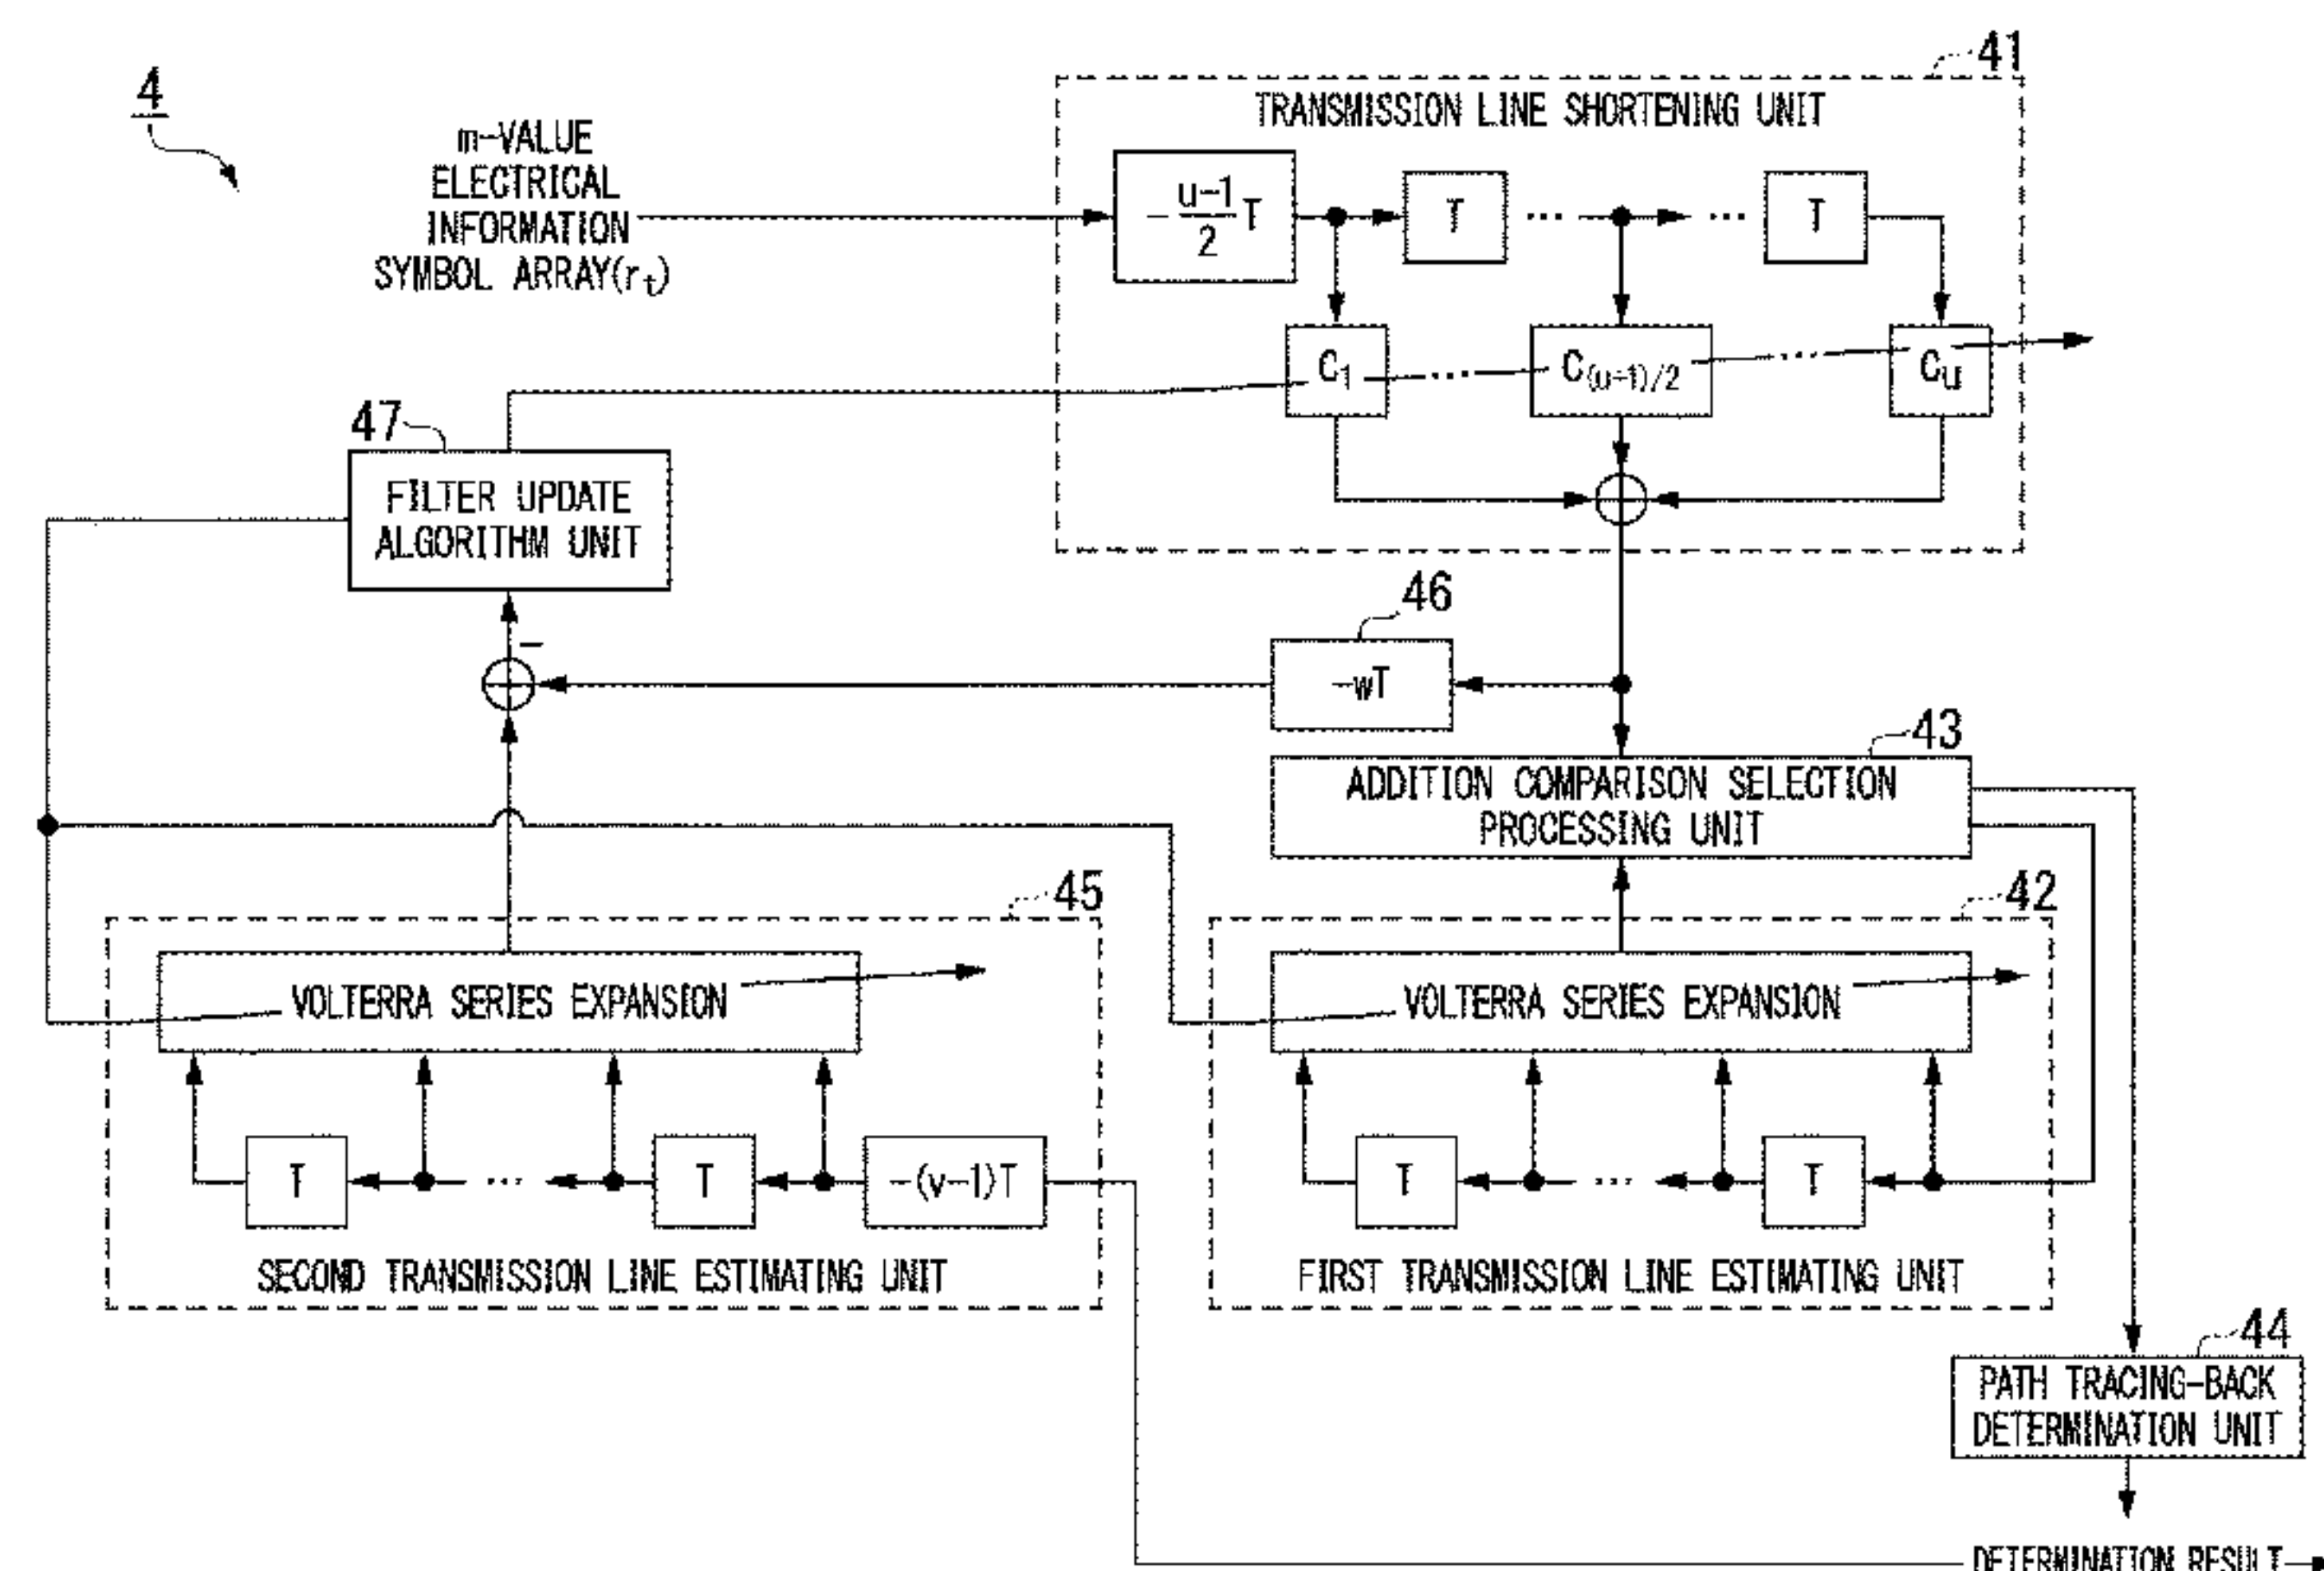 4
m-VALUE
ELECTRICAL
INFORMATION
SYMBOL ARRAY(rt)
41
TRANSMISSION LINE SHORTENING UNIT
- u-1/2 T
T
...
...
T
C1
...
C(u-1)/2
...
Cu
47
FILTER UPDATE
ALGORITHM UNIT
-
46
-wT
43
ADDITION COMPARISON SELECTION
PROCESSING UNIT
45
VOLTERRA SERIES EXPANSION
T
...
T
-(v-1)T
SECOND TRANSMISSION LINE ESTIMATING UNIT
42
VOLTERRA SERIES EXPANSION
T
...
T
FIRST TRANSMISSION LINE ESTIMATING UNIT
44
PATH TRACING-BACK
DETERMINATION UNIT
DETERMINATION RESULT